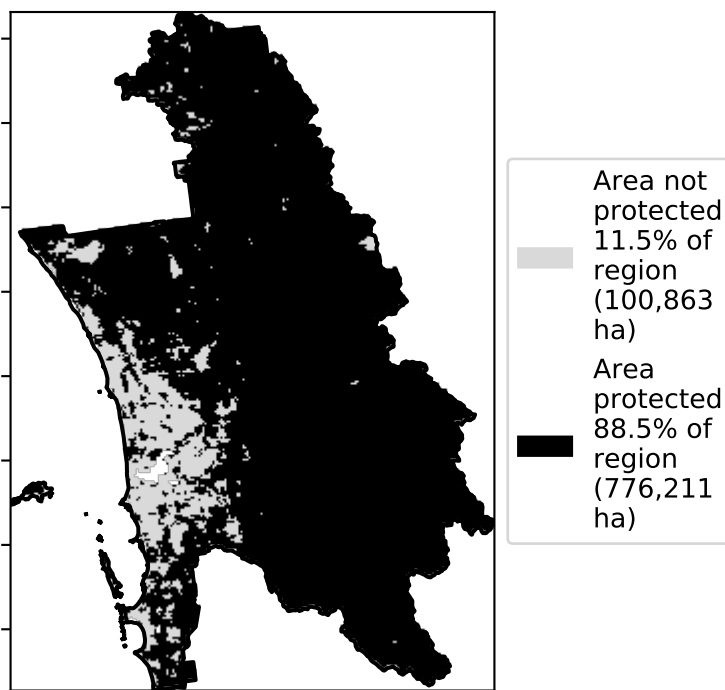 Area not
protected
11.5% of
region
(100,863
ha)
Area
protected
88.5% of
region
(776,211
ha)